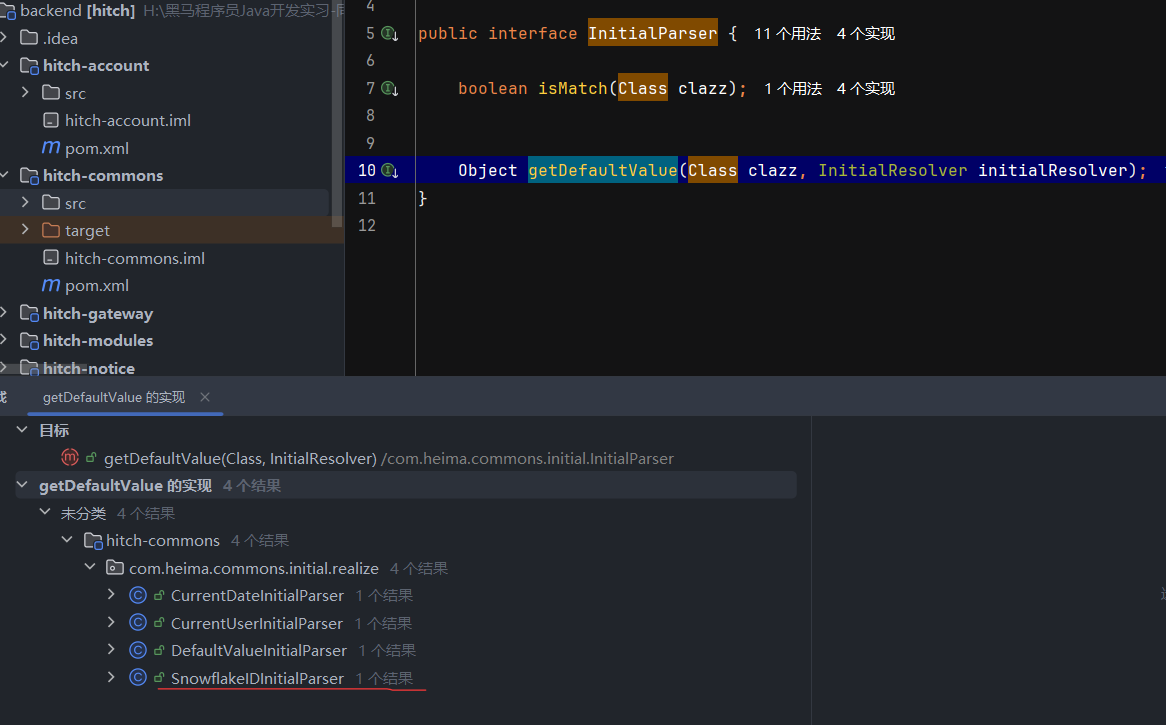 backend [hitch] H:\黑马程序员Java开发实习-
.idea
hitch-account
src
hitch-account.iml
pom.xml
hitch-commons
src
target
hitch-commons.iml
pom.xml
hitch-gateway
hitch-modules
hitch-notice
4
5 public interface InitialParser { 11 个用法 4 个实现
6
7 boolean isMatch(Class clazz); 1 个用法 4 个实现
8
9
10 Object getDefaultValue(Class clazz, InitialResolver initialResolver);
11 }
12
getDefaultValue 的实现
目标
getDefaultValue(Class, InitialResolver) /com.heima.commons.initial.InitialParser
getDefaultValue 的实现 4 个结果
未分类 4 个结果
hitch-commons 4 个结果
com.heima.commons.initial.realize 4 个结果
CurrentDateInitialParser 1 个结果
CurrentUserInitialParser 1 个结果
DefaultValueInitialParser 1 个结果
SnowflakeIDInitialParser 1 个结果